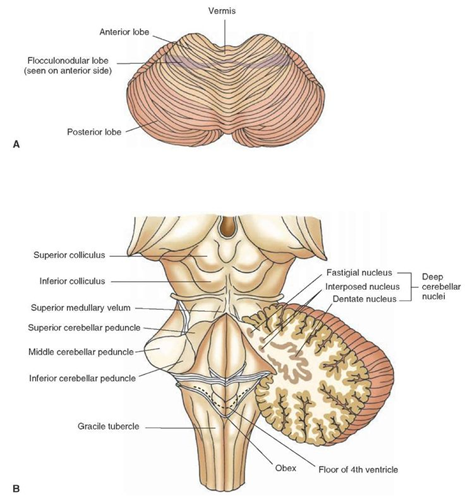 Vermis
Anterior lobe
Flocculonodular lobe
(seen on anterior side)
Posterior lobe
A
Superior colliculus
Inferior colliculus
Superior medullary velum
Superior cerebellar peduncle
Middle cerebellar peduncle
Inferior cerebellar peduncle
Gracile tubercle
Fastigial nucleus
Interposed nucleus
Dentate nucleus
Deep
cerebellar
nuclei
Obex
Floor of 4th ventricle
B